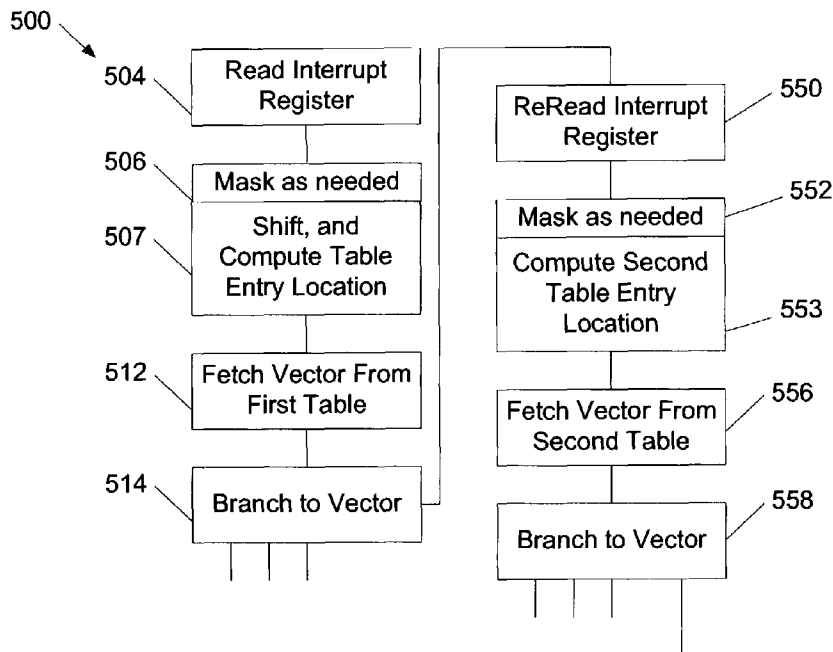 500
504
Read Interrupt
Register
506
Mask as needed
507
Shift, and
Compute Table
Entry Location
512
Fetch Vector From
First Table
514
Branch to Vector
550
ReRead Interrupt
Register
552
Mask as needed
Compute Second
Table Entry
Location
553
556
Fetch Vector From
Second Table
558
Branch to Vector